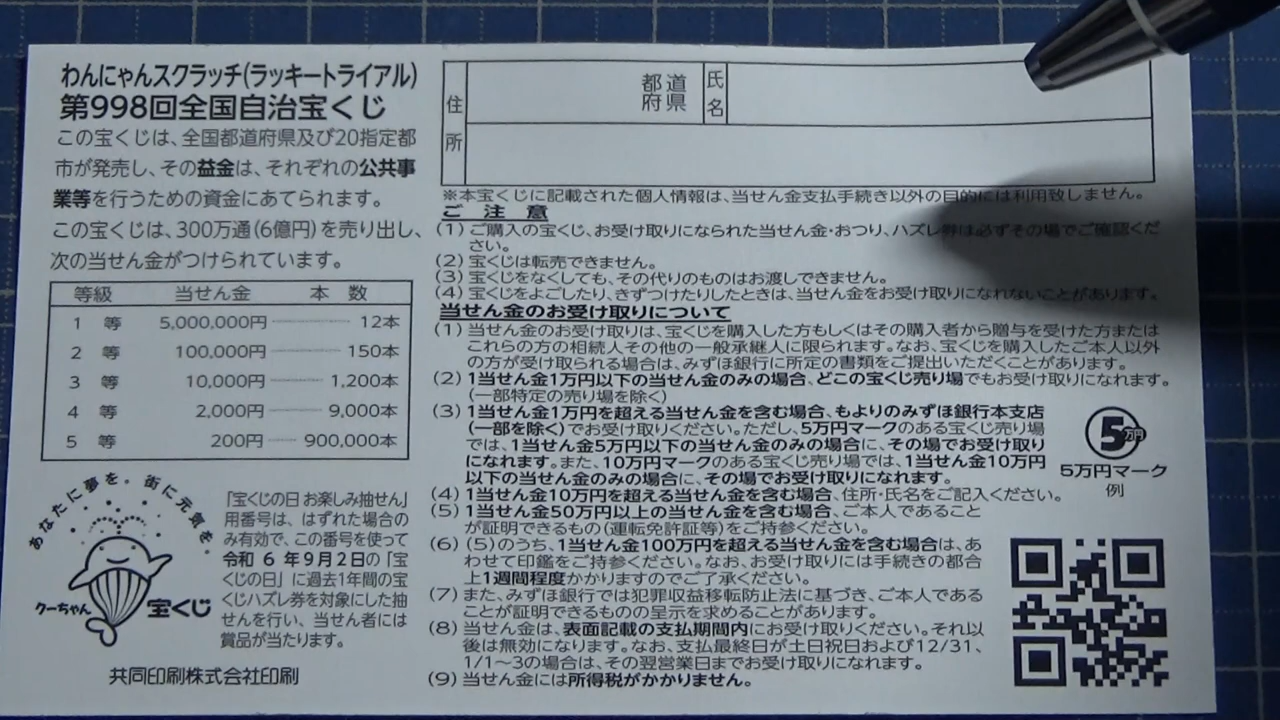 わんにゃんスクラッチ(ラッキートライアル)
第998回全国自治宝くじ
この宝くじは、全国都道府県及び20指定都
市が発売し、その益金は、それぞれの公共事
業等を行うための資金にあてられます。
この宝くじは、300万通(6億円)を売り出し、
次の当せん金がつけられています。
等級 当せん金 本 数
1 等 5,000,000円 12本
2 等 100,000円 150本
3 等 10,000円 1,200本
4 等 2,000円 9,000本
5 等 200円 900,000本
あなたに夢を。街に元気を。
クーちゃん 宝くじ
「宝くじの日 お楽しみ抽せん」
用番号は、はずれた場合の
み有効で、この番号を使って
令和 6 年9月2日の「宝
くじの日」に過去1年間の宝
くじハズレ券を対象にした抽
せんを行い、当せん者には
賞品が当たります。
共同印刷株式会社印刷
住所
都道
府県
氏名
※本宝くじに記載された個人情報は、当せん金支払手続き以外の目的には利用致しません。
ご 注 意
(1) ご購入の宝くじ、お受け取りになられた当せん金・おつり、ハズレ券は必ずその場でご確認くだ
さい。
(2) 宝くじは転売できません。
(3) 宝くじをなくしても、その代りのものはお渡しできません。
(4) 宝くじをよごしたり、きずつけたりしたときは、当せん金をお受け取りになれないことがあります。
当せん金のお受け取りについて
(1) 当せん金のお受け取りは、宝くじを購入した方もしくはその購入者から贈与を受けた方または
これらの方の相続人その他の一般承継人に限られます。なお、宝くじを購入したご本人以外
の方が受け取られる場合は、みずほ銀行に所定の書類をご提出いただくことがあります。
(2) 1当せん金1万円以下の当せん金のみの場合、どこの宝くじ売り場でもお受け取りになれます。
(一部特定の売り場を除く)
(3) 1当せん金1万円を超える当せん金を含む場合、もよりのみずほ銀行本支店
(一部を除く)でお受け取りください。ただし、5万円マークのある宝くじ売り場
では、1当せん金5万円以下の当せん金のみの場合に、その場でお受け取り
になれます。また、10万円マークのある宝くじ売り場では、1当せん金10万円
以下の当せん金のみの場合に、その場でお受け取りになれます。
(4) 1当せん金10万円を超える当せん金を含む場合、住所・氏名をご記入ください。
(5) 1当せん金50万円以上の当せん金を含む場合、ご本人であること
が証明できるもの(運転免許証等)をご持参ください。
(6) (5)のうち、1当せん金100万円を超える当せん金を含む場合は、あ
わせて印鑑をご持参ください。なお、お受け取りには手続きの都合
上1週間程度かかりますのでご了承ください。
(7) また、みずほ銀行では犯罪収益移転防止法に基づき、ご本人である
ことが証明できるものの呈示を求めることがあります。
(8) 当せん金は、表面記載の支払期間内にお受け取りください。それ以
後は無効になります。なお、支払最終日が土日祝日および12/31、
1/1~3の場合は、その翌営業日までお受け取りになれます。
(9) 当せん金には所得税がかかりません。
5万円
5万円マーク
例